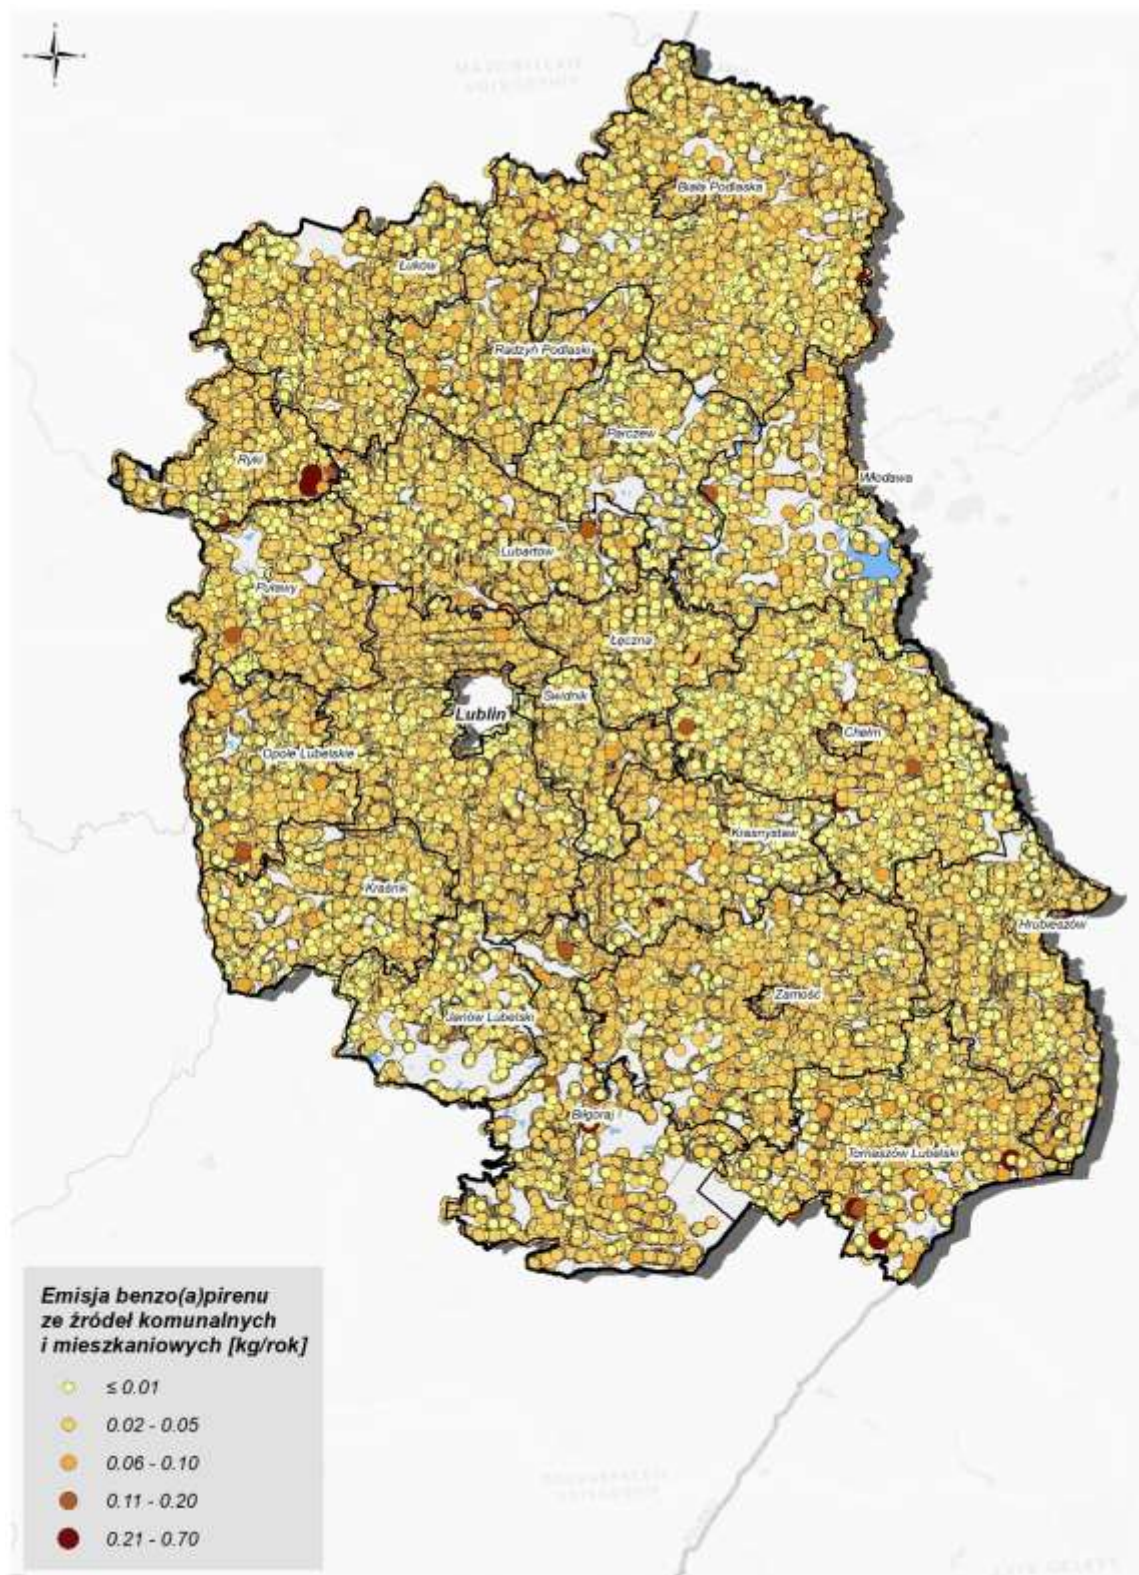 MAZOWIECKIE
Biała Podlaska
Łuków
Radzyń Podlaski
Parczew
Ryki
Włodawa
Lubartów
Puławy
Łęczna
Świdnik
Lublin
Chełm
Opole Lubelskie
Krasnystaw
Kraśnik
Hrubieszów
Zamość
Janów Lubelski
Biłgoraj
Tomaszów Lubelski
Emisja benzo(a)pirenu
ze źródeł komunalnych
i mieszkaniowych [kg/rok]
≤ 0.01
0.02 - 0.05
0.06 - 0.10
0.11 - 0.20
0.21 - 0.70